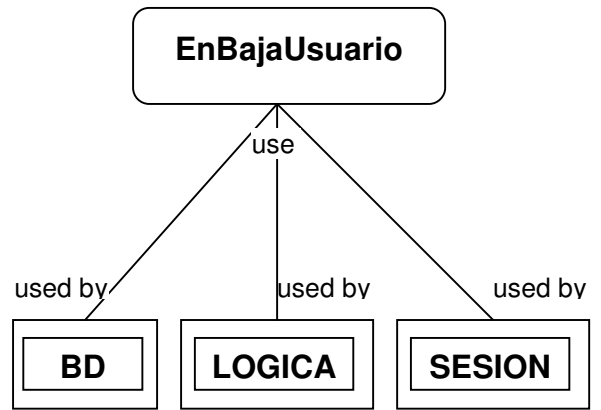 EnBajaUsuario
use
used by used by used by
BD LOGICA SESION